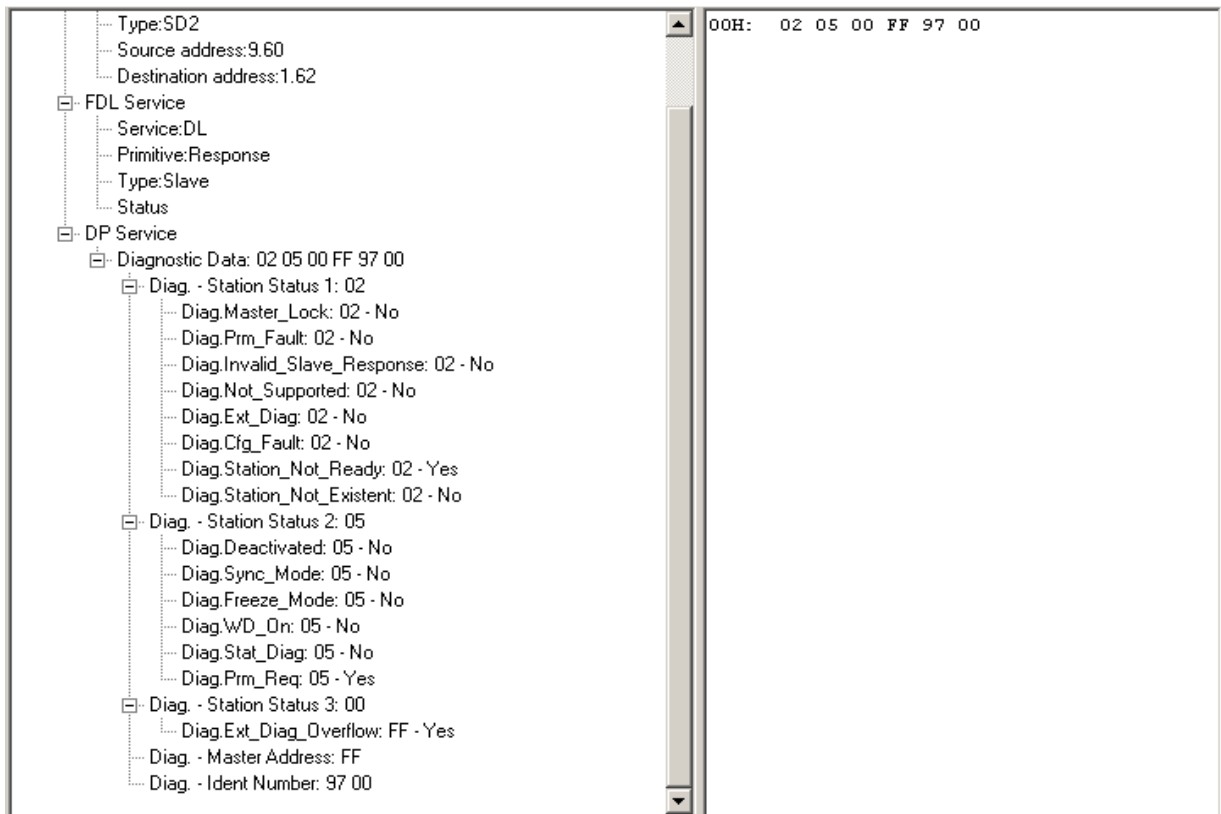 Type:SD2
Source address:9.60
Destination address:1.62
FDL Service
Service:DL
Primitive:Response
Type:Slave
Status
DP Service
Diagnostic Data: 02 05 00 FF 97 00
Diag. - Station Status 1: 02
Diag.Master_Lock: 02 - No
Diag.Prm_Fault: 02 - No
Diag.Invalid_Slave_Response: 02 - No
Diag.Not_Supported: 02 - No
Diag.Ext_Diag: 02 - No
Diag.Cfg_Fault: 02 - No
Diag.Station_Not_Ready: 02 - Yes
Diag.Station_Not_Existent: 02 - No
Diag. - Station Status 2: 05
Diag.Deactivated: 05 - No
Diag.Sync_Mode: 05 - No
Diag.Freeze_Mode: 05 - No
Diag.WD_On: 05 - No
Diag.Stat_Diag: 05 - No
Diag.Prm_Req: 05 - Yes
Diag. - Station Status 3: 00
Diag.Ext_Diag_Overflow: FF - Yes
Diag. - Master Address: FF
Diag. - Ident Number: 97 00
00H: 02 05 00 FF 97 00